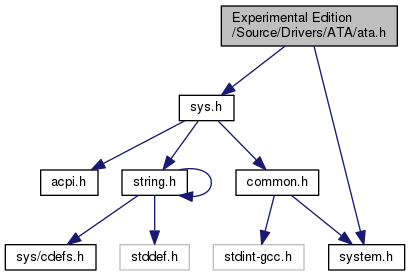 Experimental Edition
/Source/Drivers/ATA/ata.h
sys.h
acpi.h
string.h
common.h
sys/cdefs.h
stddef.h
stdint-gcc.h
system.h